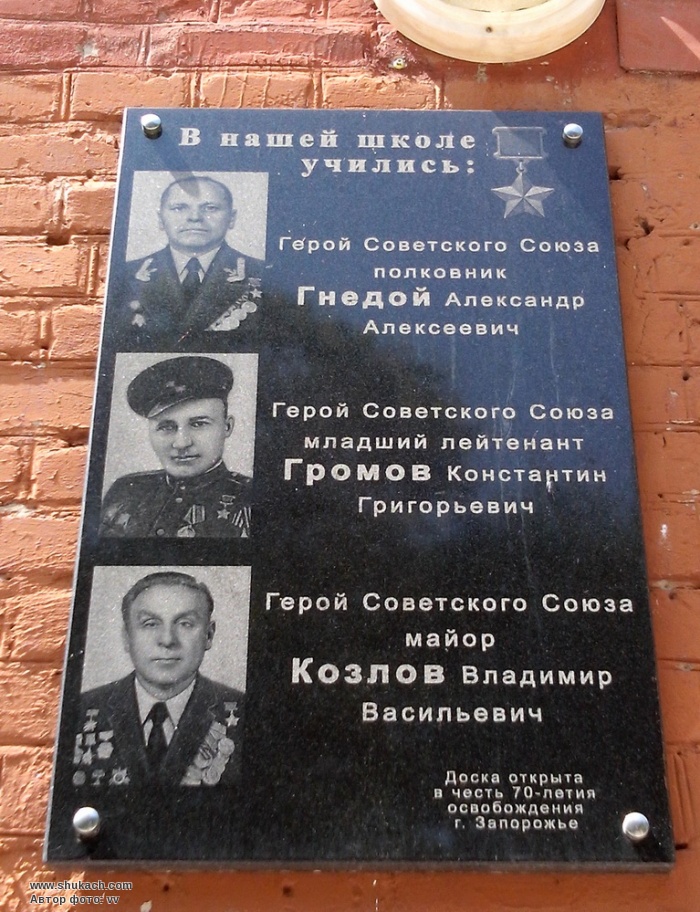 В нашей школе
учились:
Герой Советского Союза
полковник
Гнедой Александр
Алексеевич
Герой Советского Союза
младший лейтенант
Громов Константин
Григорьевич
Герой Советского Союза
майор
Козлов Владимир
Васильевич
Доска открыта
в честь 70-летия
освобождения
г. Запорожье
www.shukach.com
Автор фото: vv